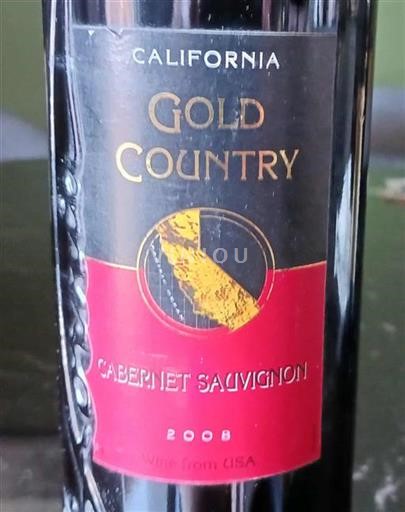 CALIFORNIA
GOLD
COUNTRY
CABERNET SAUVIGNON
2008
Wine from USA